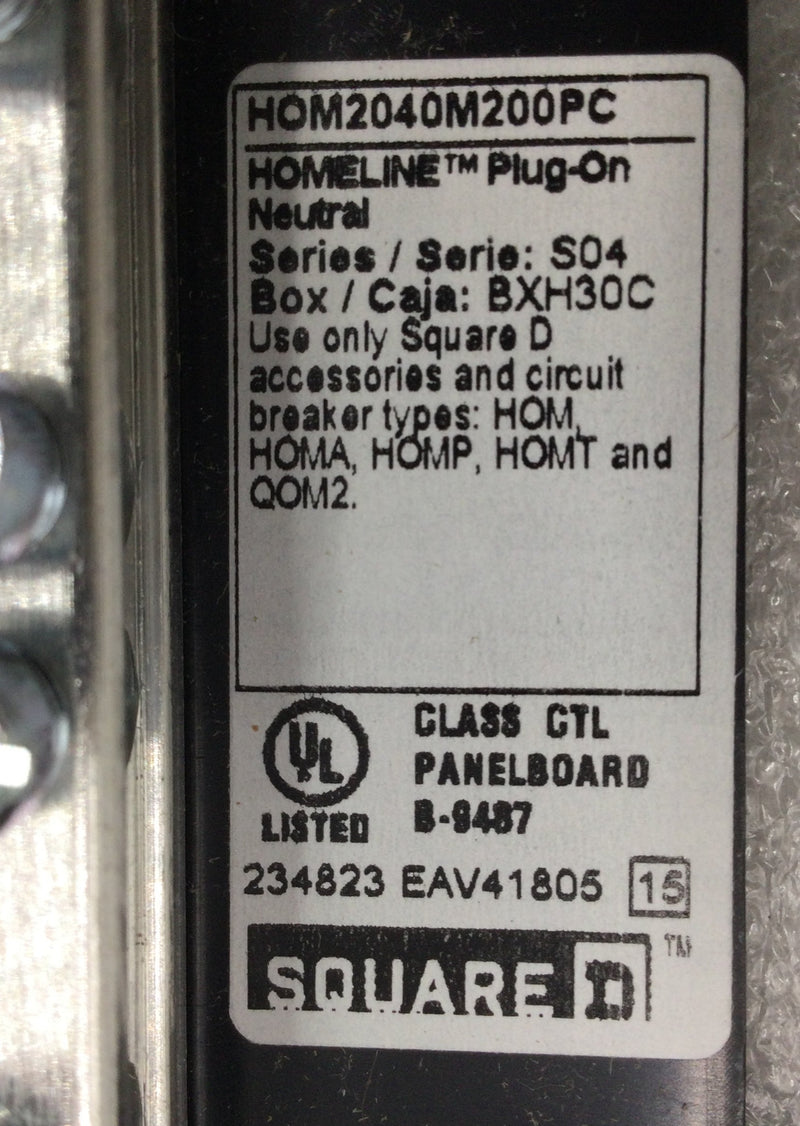 HOM2040M200PC
HOMELINE™ Plug-On
Neutral
Series / Serie: S04
Box / Caja: BXH30C
Use only Square D
accessories and circuit
breaker types: HOM,
HOMA, HOMP, HOMT and
QOM2.
UL
LISTED
CLASS CTL
PANELBOARD
B-9487
234823 EAV41805 15
SQUARE D ™